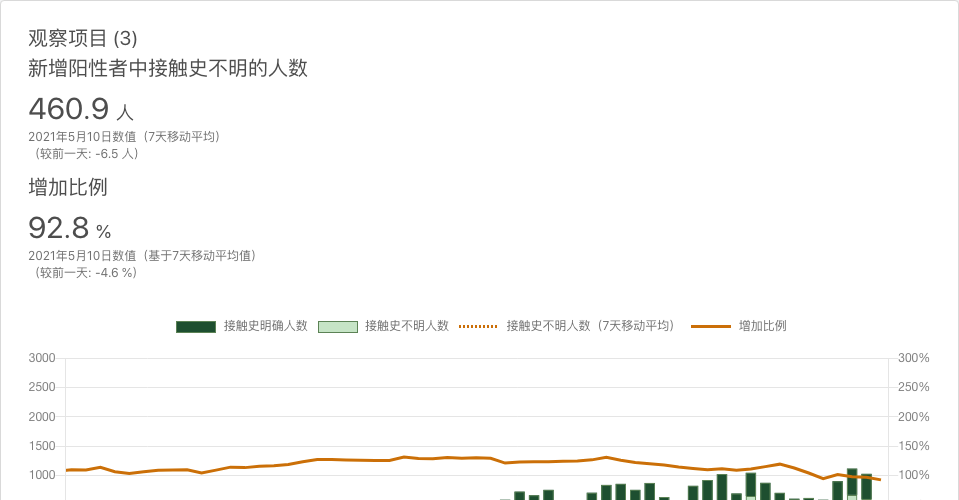 观察项目 (3)
新增阳性者中接触史不明的人数
460.9 人
2021年5月10日数值（7天移动平均）
（较前一天: -6.5 人）
增加比例
92.8 %
2021年5月10日数值（基于7天移动平均值）
（较前一天: -4.6 %）
接触史明确人数 接触史不明人数 接触史不明人数（7天移动平均） 增加比例
3000 300%
2500 250%
2000 200%
1500 150%
1000 100%